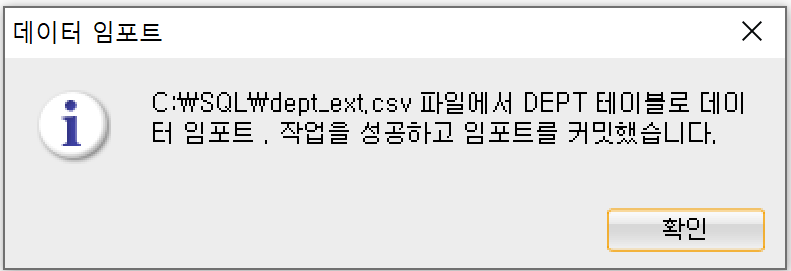 데이터 임포트
C:₩SQL₩dept_ext.csv 파일에서 DEPT 테이블로 데이
터 임포트 . 작업을 성공하고 임포트를 커밋했습니다.
확인